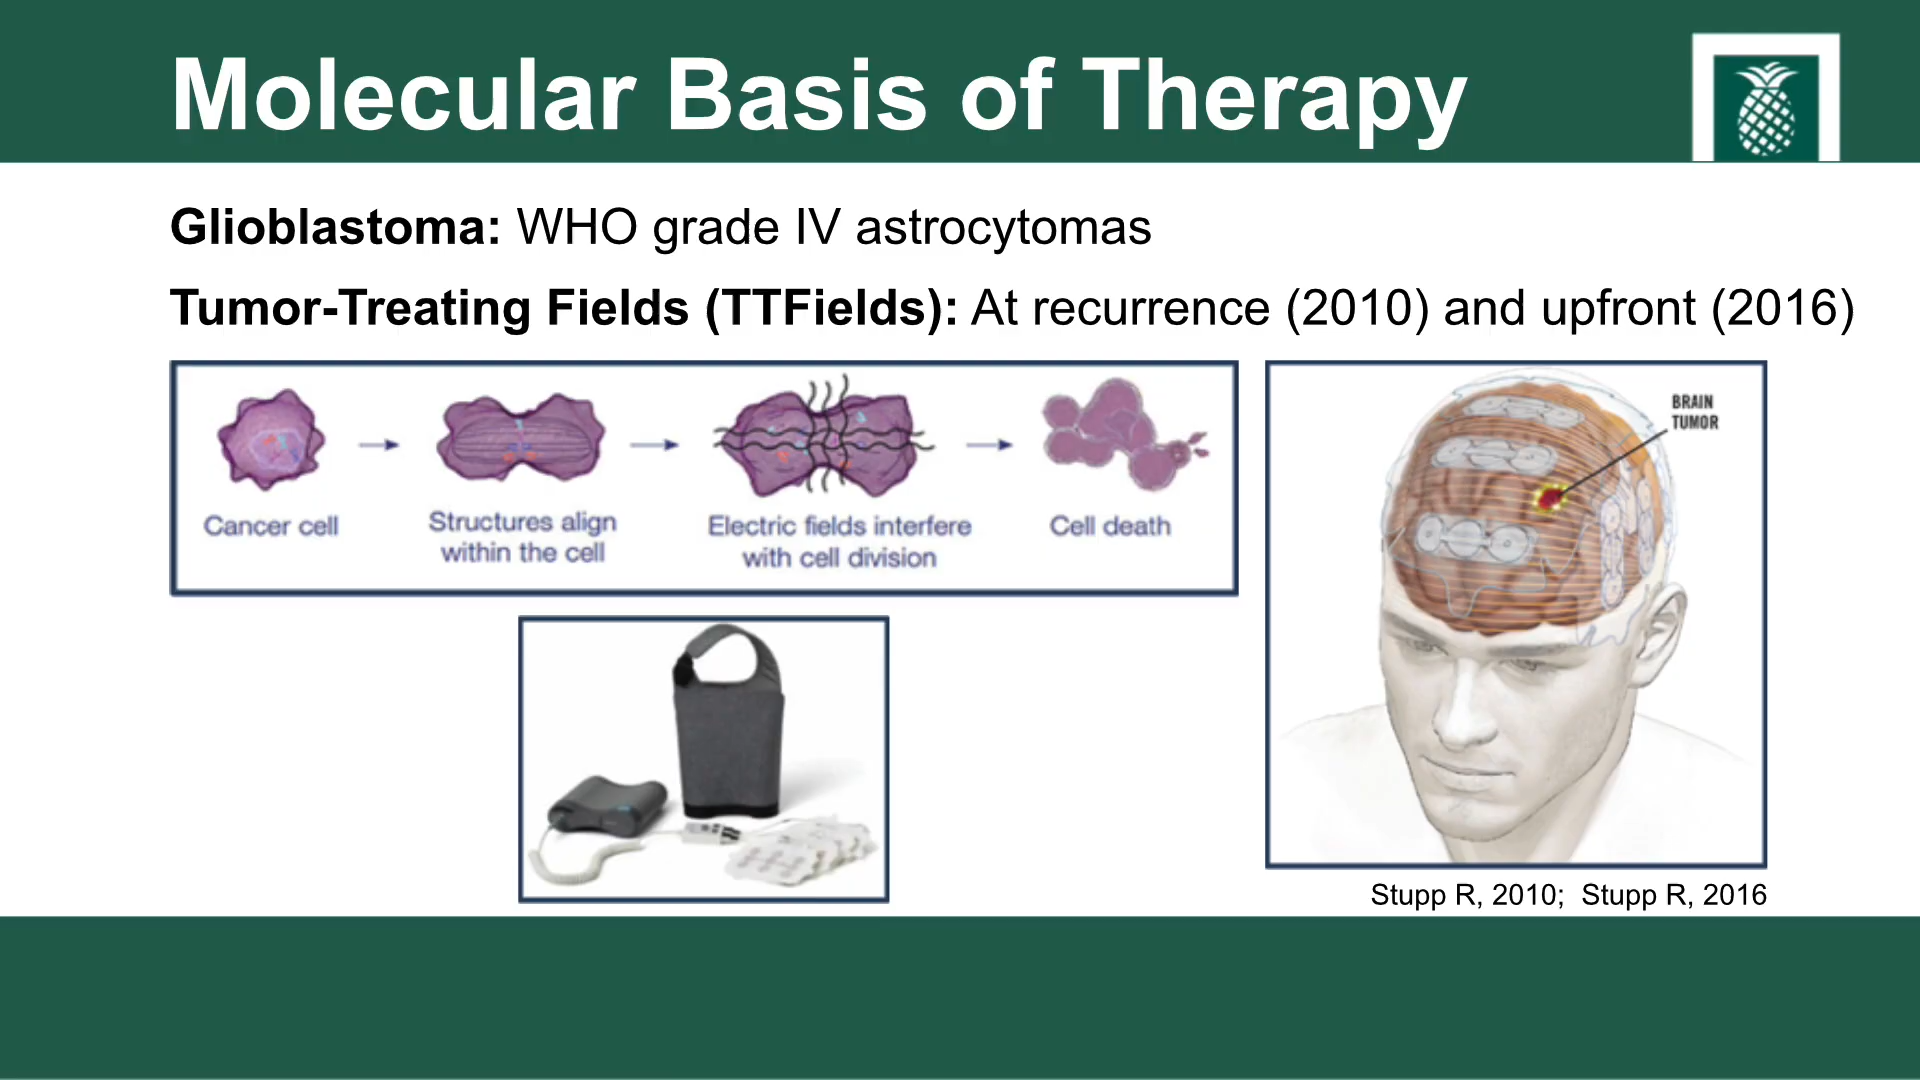 Molecular Basis of Therapy
Glioblastoma: WHO grade IV astrocytomas
Tumor-Treating Fields (TTFields): At recurrence (2010) and upfront (2016)
Cancer cell
Structures align
within the cell
Electric fields interfere
with cell division
Cell death
BRAIN
TUMOR
Stupp R, 2010;  Stupp R, 2016